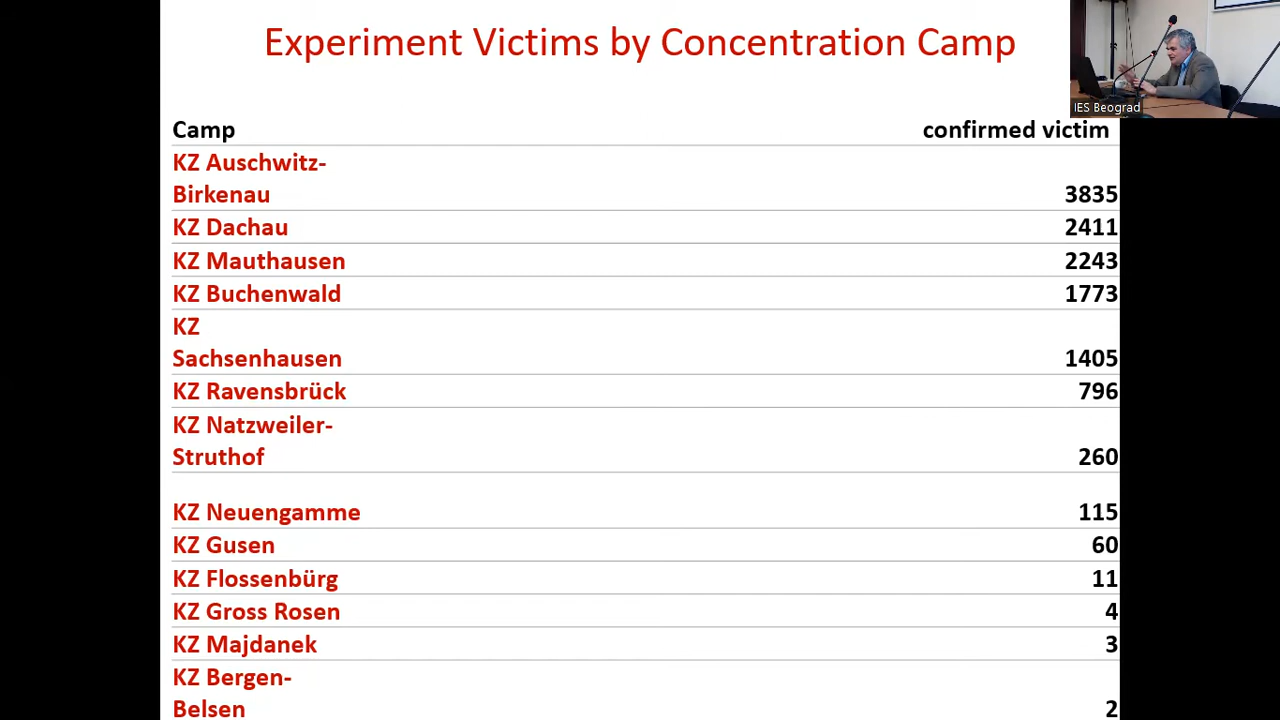 Experiment Victims by Concentration Camp
IES Beograd
Camp confirmed victim
KZ Auschwitz-
Birkenau 3835
KZ Dachau 2411
KZ Mauthausen 2243
KZ Buchenwald 1773
KZ
Sachsenhausen 1405
KZ Ravensbrück 796
KZ Natzweiler-
Struthof 260
KZ Neuengamme 115
KZ Gusen 60
KZ Flossenbürg 11
KZ Gross Rosen 4
KZ Majdanek 3
KZ Bergen-
Belsen 2